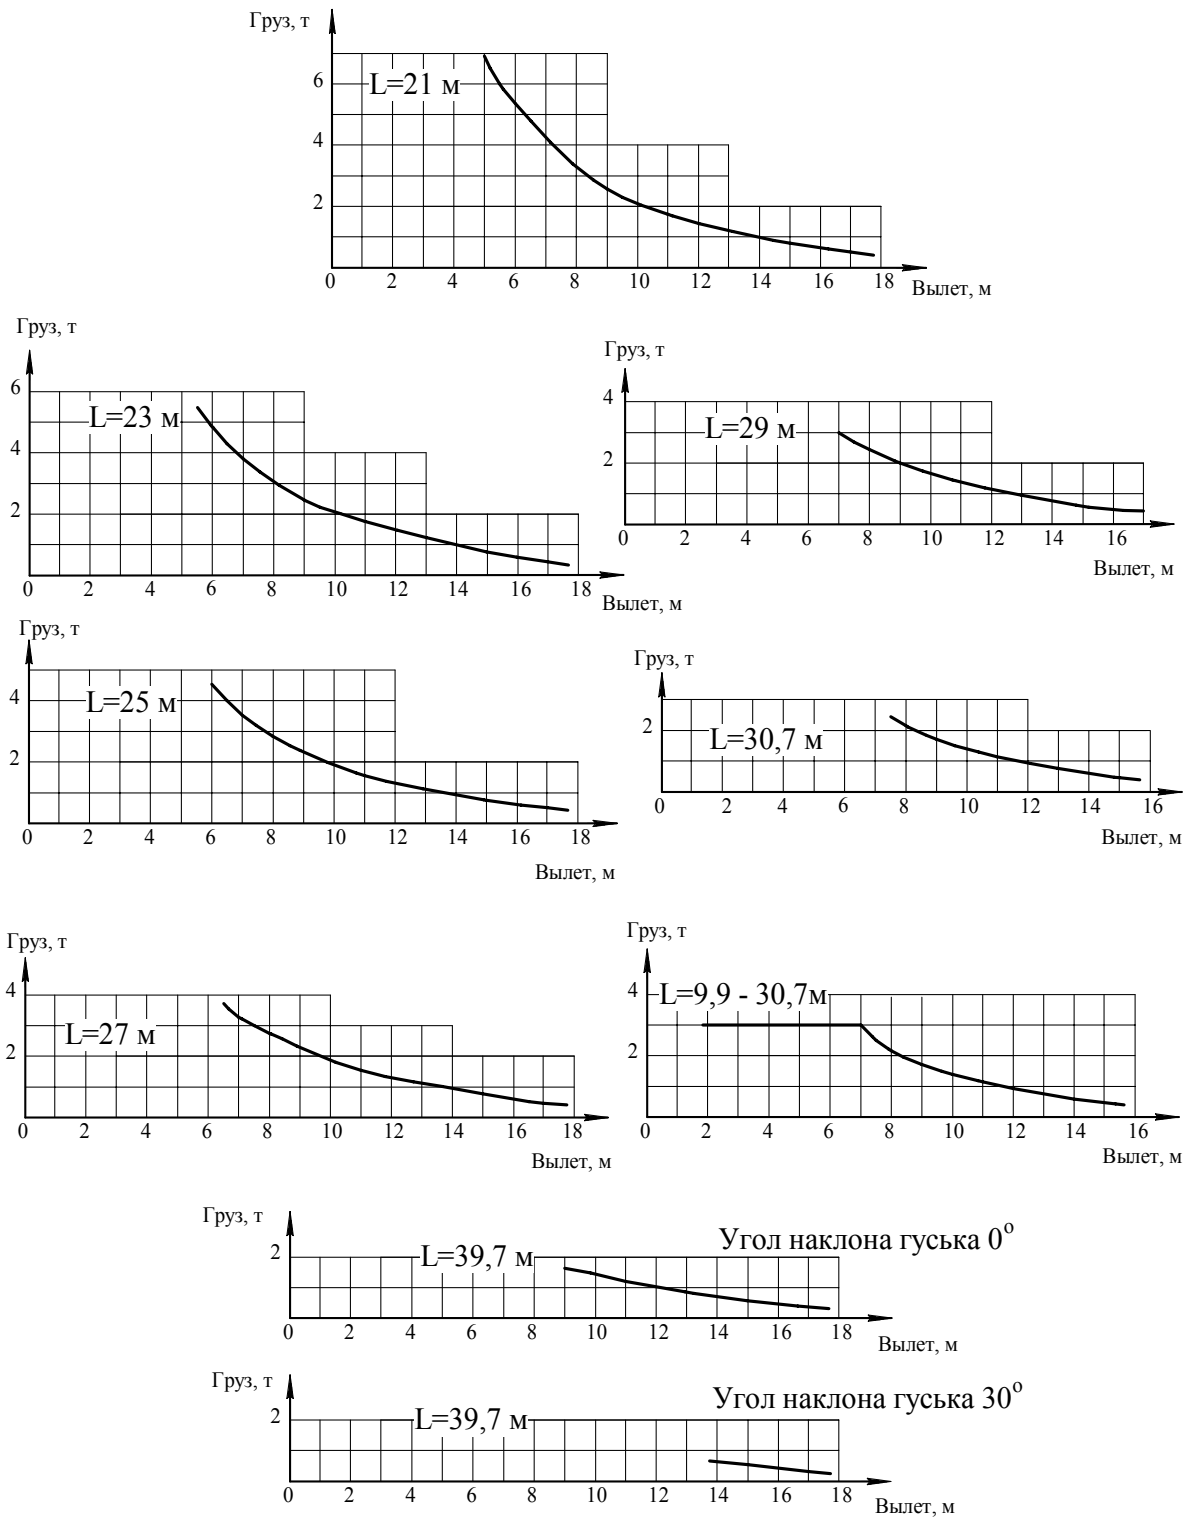 Груз, т
6
L=21 м
4
2
0 2 4 6 8 10 12 14 16 18
Вылет, м
Груз, т
6
L=23 м
4
2
0 2 4 6 8 10 12 14 16 18
Вылет, м
Груз, т
4
L=29 м
2
0 2 4 6 8 10 12 14 16
Вылет, м
Груз, т
4
L=25 м
2
0 2 4 6 8 10 12 14 16 18
Вылет, м
Груз, т
2
L=30,7 м
0 2 4 6 8 10 12 14 16
Вылет, м
Груз, т
4
L=27 м
2
0 2 4 6 8 10 12 14 16 18
Вылет, м
Груз, т
4
L=9,9 - 30,7м
2
0 2 4 6 8 10 12 14 16
Вылет, м
Груз, т
Угол наклона гуська 0°
2
L=39,7 м
0 2 4 6 8 10 12 14 16 18
Вылет, м
Груз, т
Угол наклона гуська 30°
2
L=39,7 м
0 2 4 6 8 10 12 14 16 18
Вылет, м